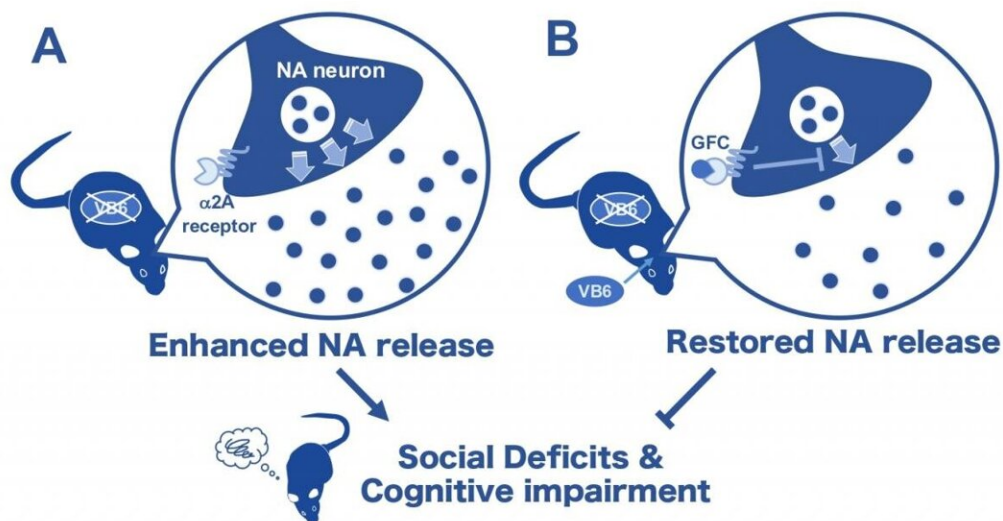 A
NA neuron
VB6
α2A
receptor
Enhanced NA release
B
GFC
VB6
VB6
Restored NA release
Social Deficits &
Cognitive impairment